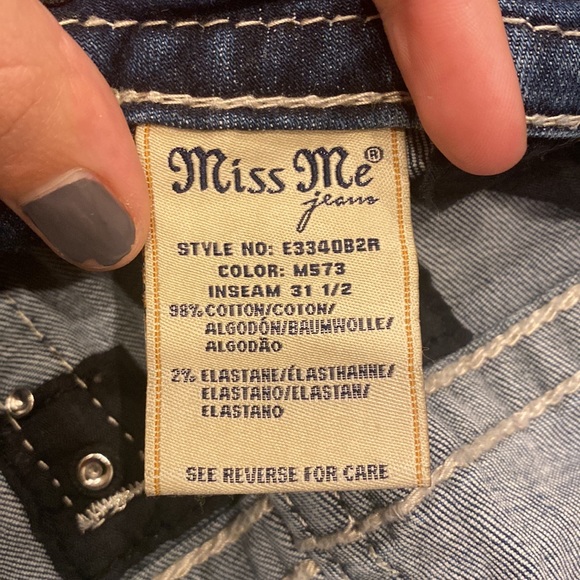 Miss Me®
jeans
STYLE NO: E3340B2R
COLOR: M573
INSEAM 31 1/2
98% COTTON/COTON/
ALGODÓN/BAUMWOLLE/
ALGODÃO
2% ELASTANE/ÉLASTHANNE/
ELASTANO/ELASTAN/
ELASTANO
SEE REVERSE FOR CARE